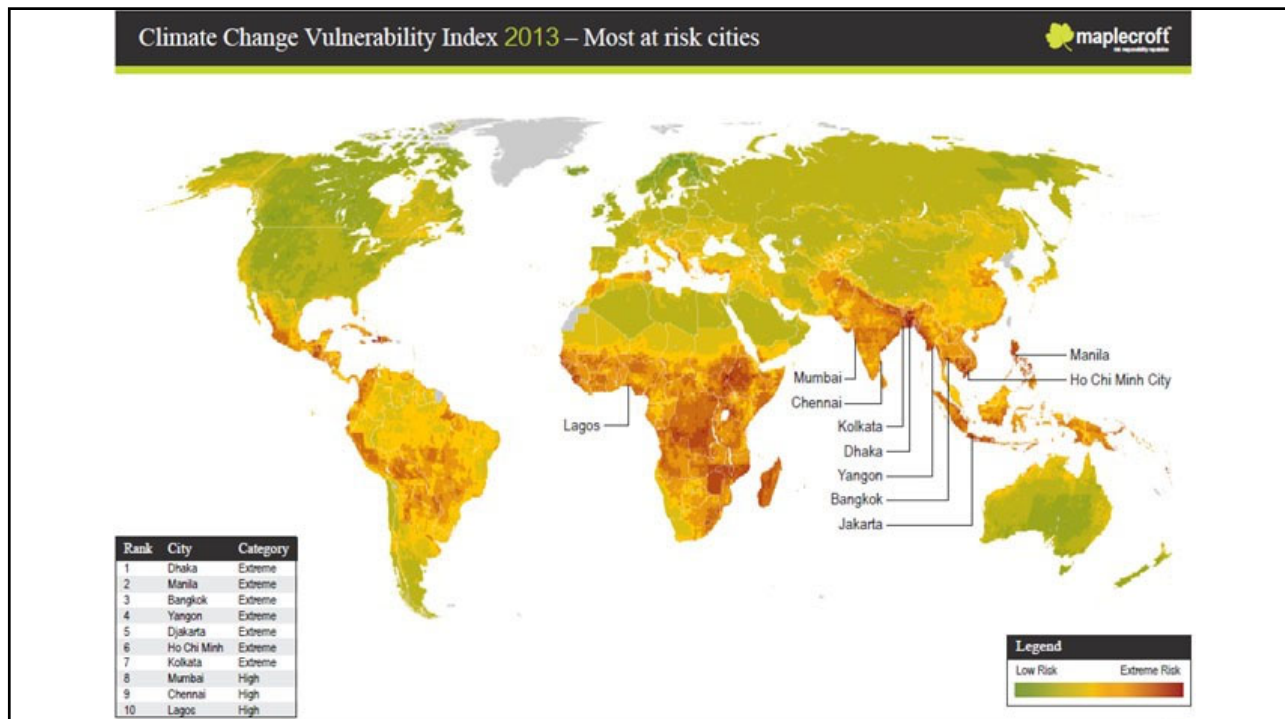 Climate Change Vulnerability Index 2013 – Most at risk cities
maplecroft
Manila
Ho Chi Minh City
Mumbai
Chennai
Lagos
Kolkata
Dhaka
Yangon
Bangkok
Jakarta
Rank City Category
1 Dhaka Extreme
2 Manila Extreme
3 Bangkok Extreme
4 Yangon Extreme
5 Djakarta Extreme
6 Ho Chi Minh Extreme
7 Kolkata Extreme
8 Mumbai High
9 Chennai High
10 Lagos High
Legend
Low Risk Extreme Risk